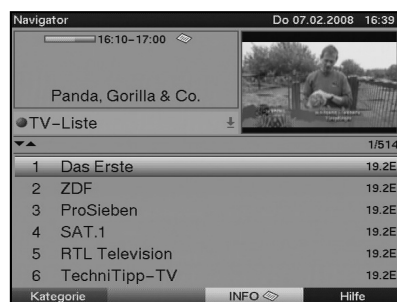 Navigator Do 07.02.2008 16:39
16:10-17:00
Panda, Gorilla & Co.
TV-Liste
1/514
1 Das Erste 19.2E
2 ZDF 19.2E
3 ProSieben 19.2E
4 SAT.1 19.2E
5 RTL Television 19.2E
6 TechniTipp-TV 19.2E
Kategorie INFO Hilfe